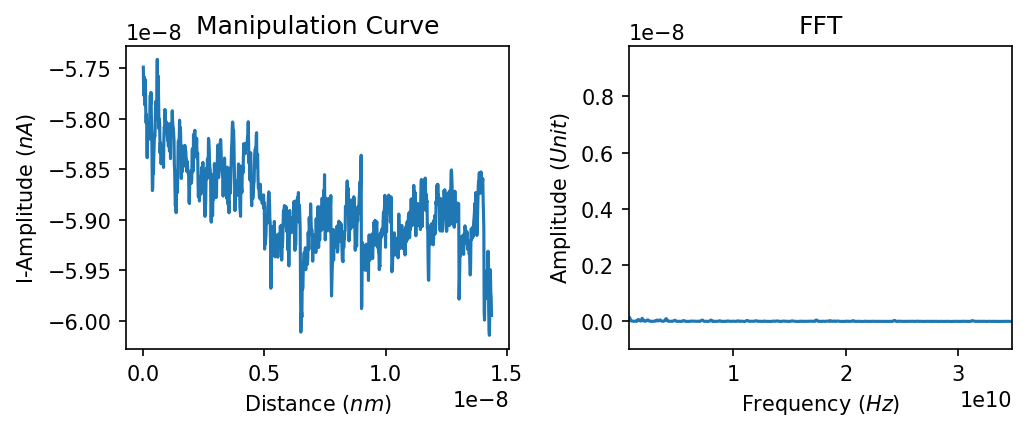 Manipulation Curve
1e−8
−5.75
−5.80
−5.85
−5.90
−5.95
−6.00
I-Amplitude (nA)
0.0
0.5
1.0
1.5
1e−8
Distance (nm)
FFT
1e−8
0.8
0.6
0.4
0.2
0.0
Amplitude (Unit)
1
2
3
1e10
Frequency (Hz)